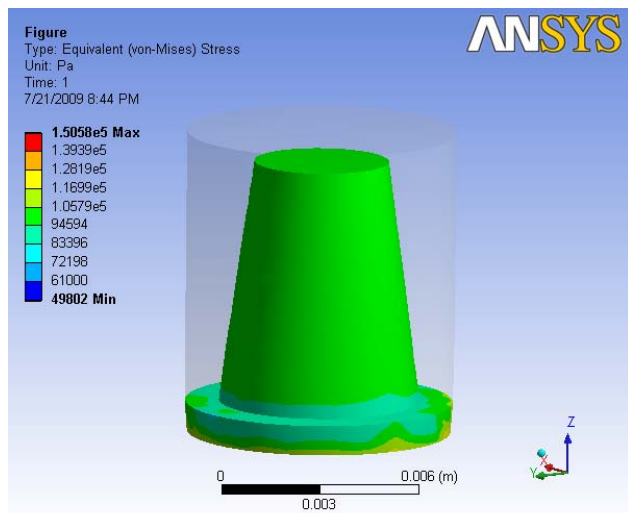 Figure
Type: Equivalent (von-Mises) Stress
Unit: Pa
Time: 1
7/21/2009 8:44 PM
ANSYS
1.5058e5 Max
1.3939e5
1.2819e5
1.1699e5
1.0579e5
94594
83396
72198
61000
49802 Min
0
0.006 (m)
0.003
Z
X
Y